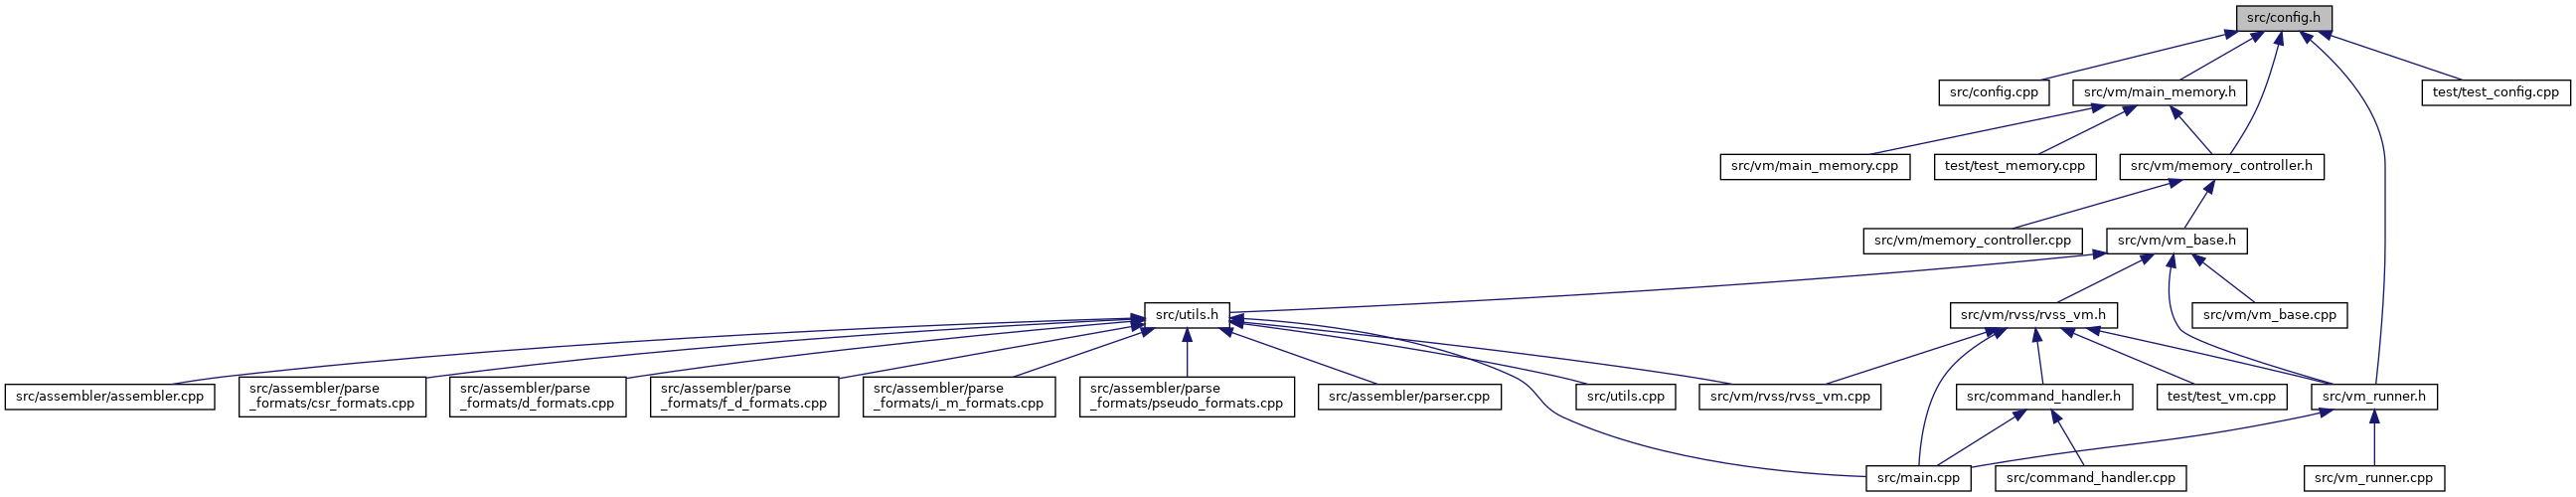 src/config.h
src/config.cpp
src/vm/main_memory.h
test/test_config.cpp
src/vm/main_memory.cpp
test/test_memory.cpp
src/vm/memory_controller.h
src/vm/memory_controller.cpp
src/vm/vm_base.h
src/utils.h
src/vm/rvss/rvss_vm.h
src/vm/vm_base.cpp
src/assembler/assembler.cpp
src/assembler/parse
_formats/csr_formats.cpp
src/assembler/parse
_formats/d_formats.cpp
src/assembler/parse
_formats/f_d_formats.cpp
src/assembler/parse
_formats/i_m_formats.cpp
src/assembler/parse
_formats/pseudo_formats.cpp
src/assembler/parser.cpp
src/utils.cpp
src/vm/rvss/rvss_vm.cpp
src/command_handler.h
test/test_vm.cpp
src/vm_runner.h
src/main.cpp
src/command_handler.cpp
src/vm_runner.cpp